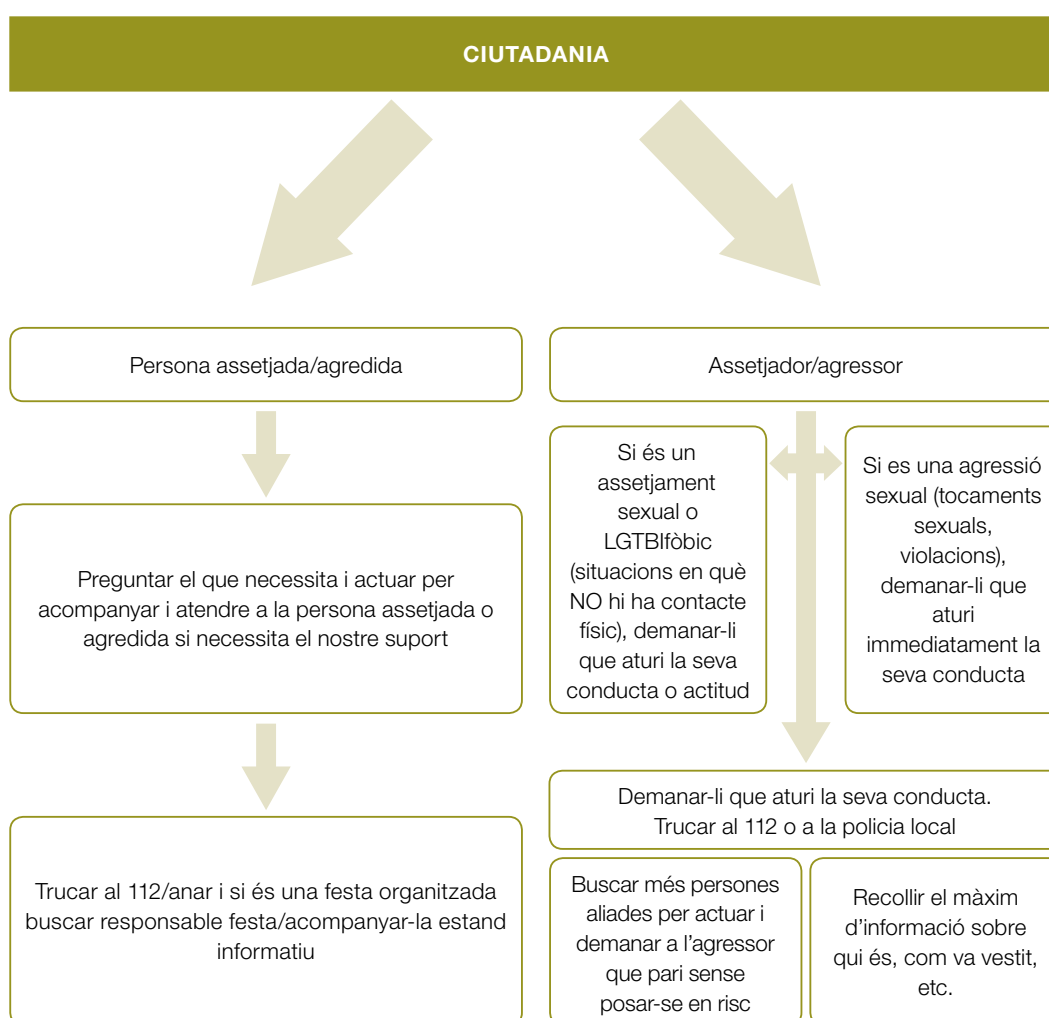 CIUTADANIA
Persona assetjada/agredida
Preguntar el que necessita i actuar per
acompanyar i atendre a la persona assetjada o
agredida si necessita el nostre suport
Trucar al 112/anar i si és una festa organitzada
buscar responsable festa/acompanyar-la estand
informatiu
Assetjador/agressor
Si és un
assetjament
sexual o
LGTBIfòbic
(situacions en què
NO hi ha contacte
físic), demanar-li
que aturi la seva
conducta o actitud
Si es una agressió
sexual (tocaments
sexuals,
violacions),
demanar-li que
aturi
immediatament la
seva conducta
Demanar-li que aturi la seva conducta.
Trucar al 112 o a la policia local
Buscar més persones
aliades per actuar i
demanar a l’agressor
que pari sense
posar-se en risc
Recollir el màxim
d’informació sobre
qui és, com va vestit,
etc.